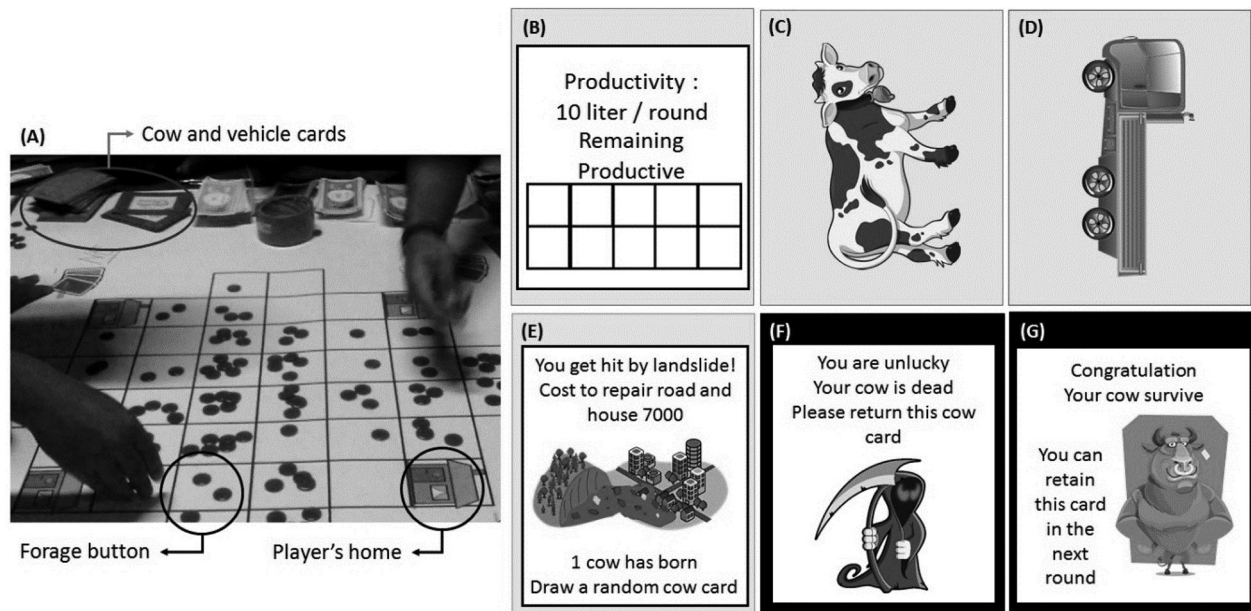 (A)
Cow and vehicle cards
Forage button
Player's home
(B)
Productivity :
10 liter / round
Remaining
Productive
(C)
(D)
(E)
You get hit by landslide!
Cost to repair road and
house 7000
1 cow has born
Draw a random cow card
(F)
You are unlucky
Your cow is dead
Please return this cow
card
(G)
Congratulation
Your cow survive
You can
retain
this card
in the
next
round